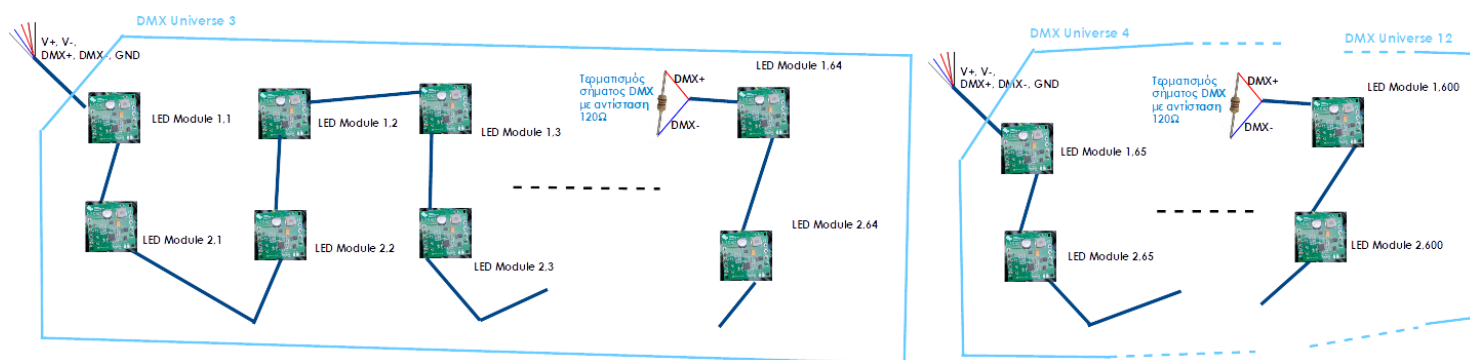 DMX Universe 3
V+, V-,
DMX+, DMX-, GND
LED Module 1,1
LED Module 1,2
LED Module 1,3
LED Module 2,1
LED Module 2,2
LED Module 2,3
Τερματισμός
σήματος DMX
με αντίσταση
120Ω
DMX+
DMX-
LED Module 1,64
LED Module 2,64
DMX Universe 4
DMX Universe 12
V+, V-,
DMX+, DMX-, GND
LED Module 1,65
LED Module 2,65
Τερματισμός
σήματος DMX
με αντίσταση
120Ω
DMX+
DMX-
LED Module 1,600
LED Module 2,600